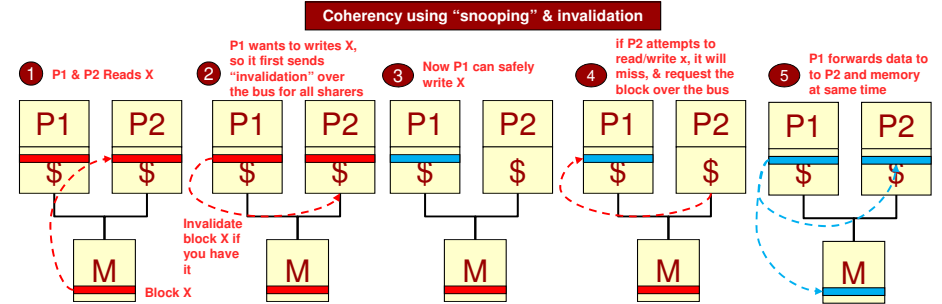 Coherency using “snooping” & invalidation
1
P1 & P2 Reads X
2
P1 wants to writes X,
so it first sends
“invalidation” over
the bus for all sharers
3
Now P1 can safely
write X
4
if P2 attempts to
read/write x, it will
miss, & request the
block over the bus
5
P1 forwards data to
to P2 and memory
at same time
P1
P2
P1
P2
P1
P2
P1
P2
P1
P2
$
$
$
$
$
$
$
$
$
$
Invalidate
block X if
you have
it
M
M
M
M
M
Block X